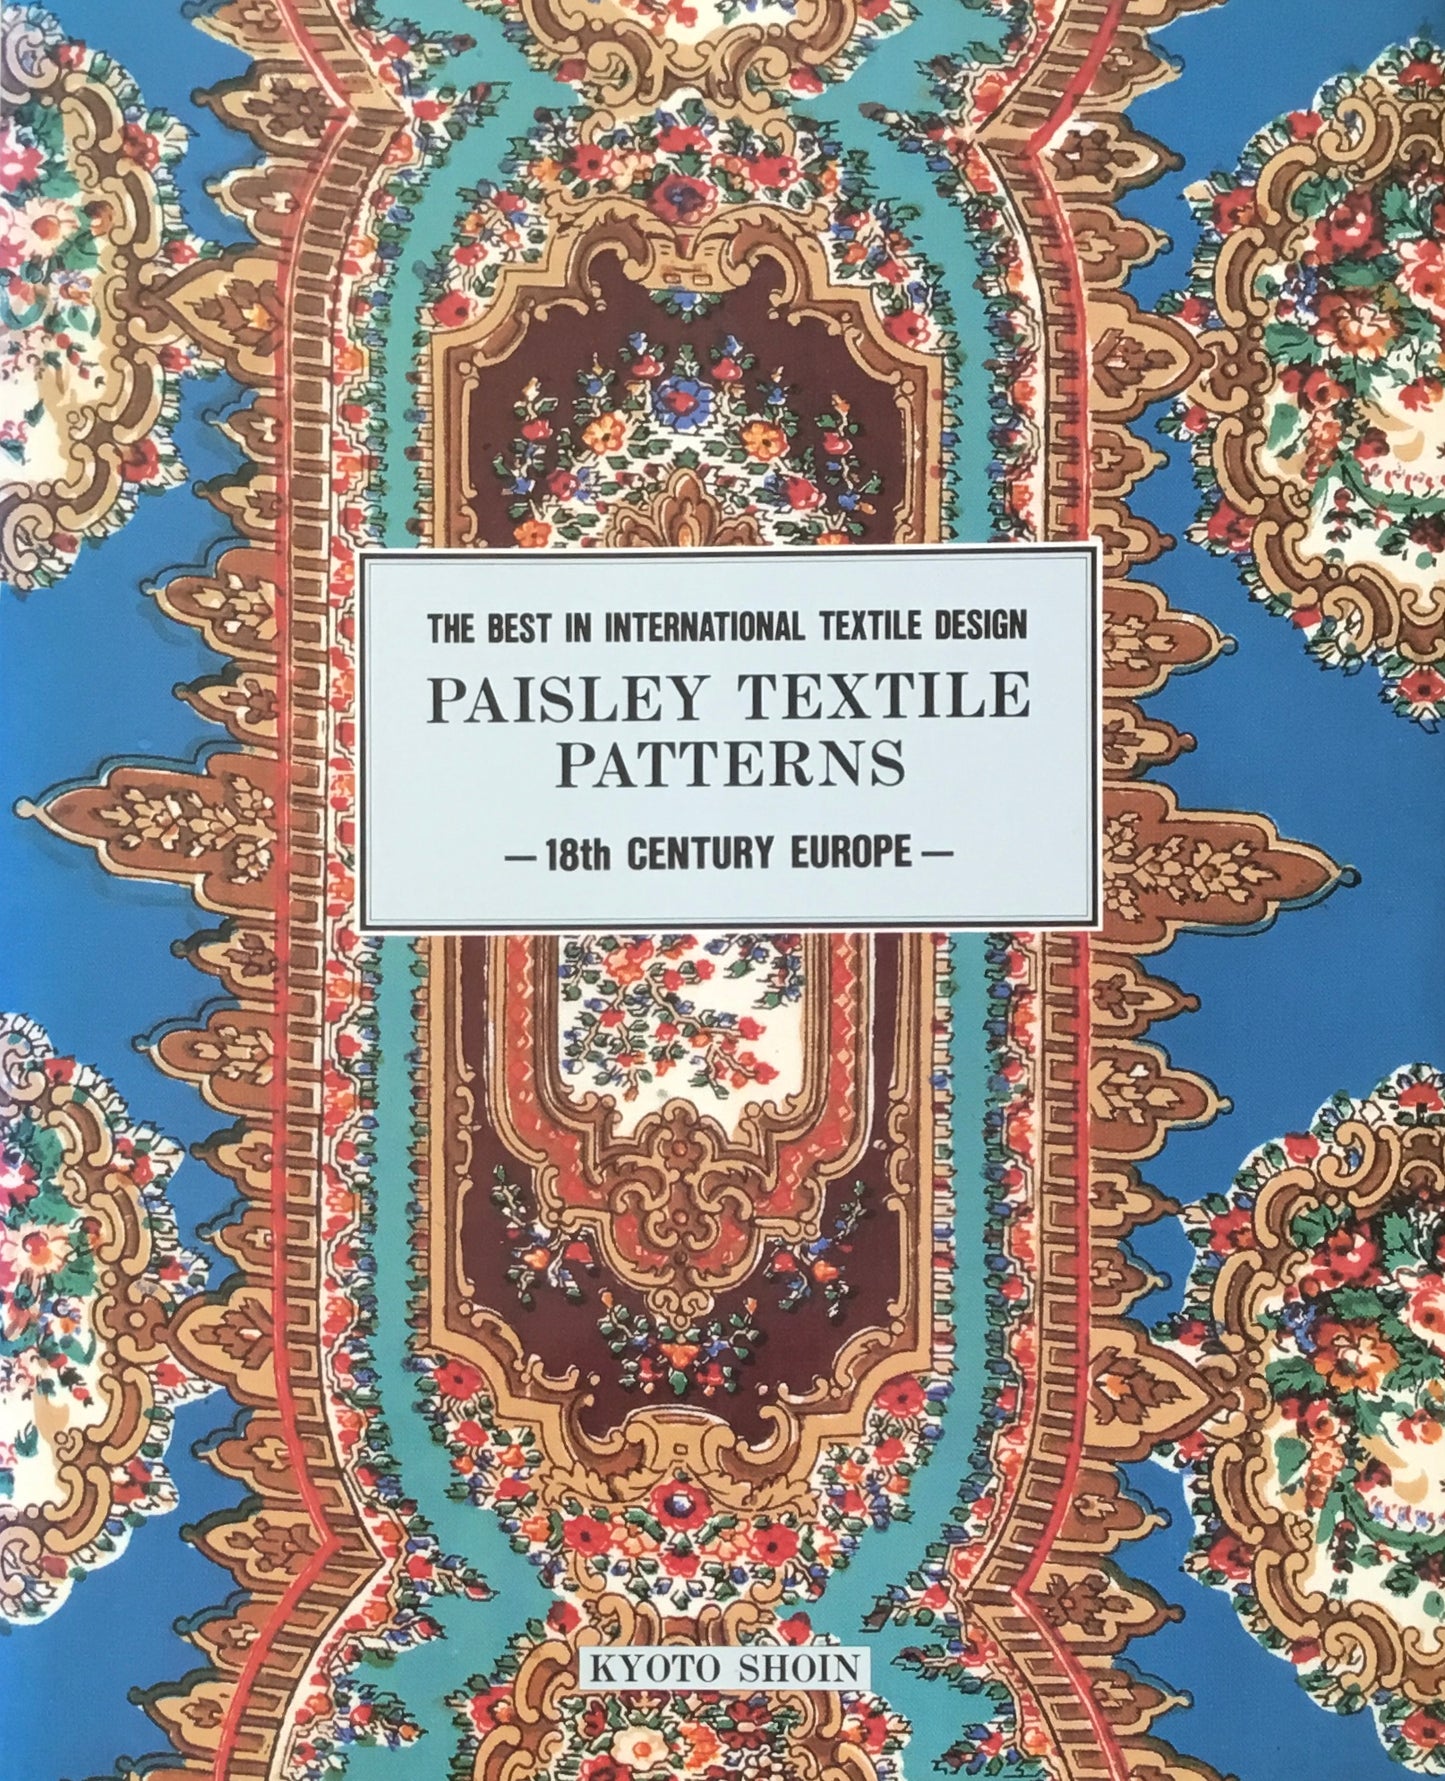 THE BEST IN INTERNATIONAL TEXTILE DESIGN
PAISLEY TEXTILE
PATTERNS
— 18th CENTURY EUROPE —
KYOTO SHOIN